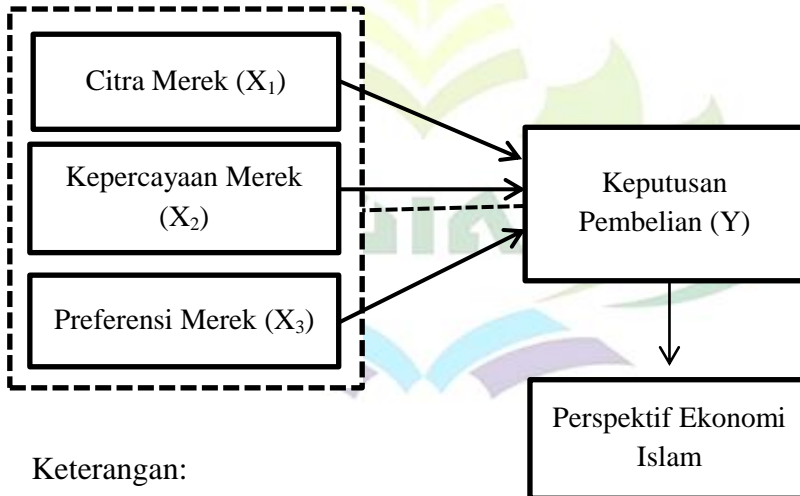 Citra Merek (X₁)
Kepercayaan Merek
(X₂)
Preferensi Merek (X₃)
Keputusan
Pembelian (Y)
Perspektif Ekonomi
Islam
Keterangan: